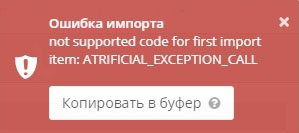 Ошибка импорта
not supported code for first import
item: ATRIFICIAL_EXCEPTION_CALL
Копировать в буфер